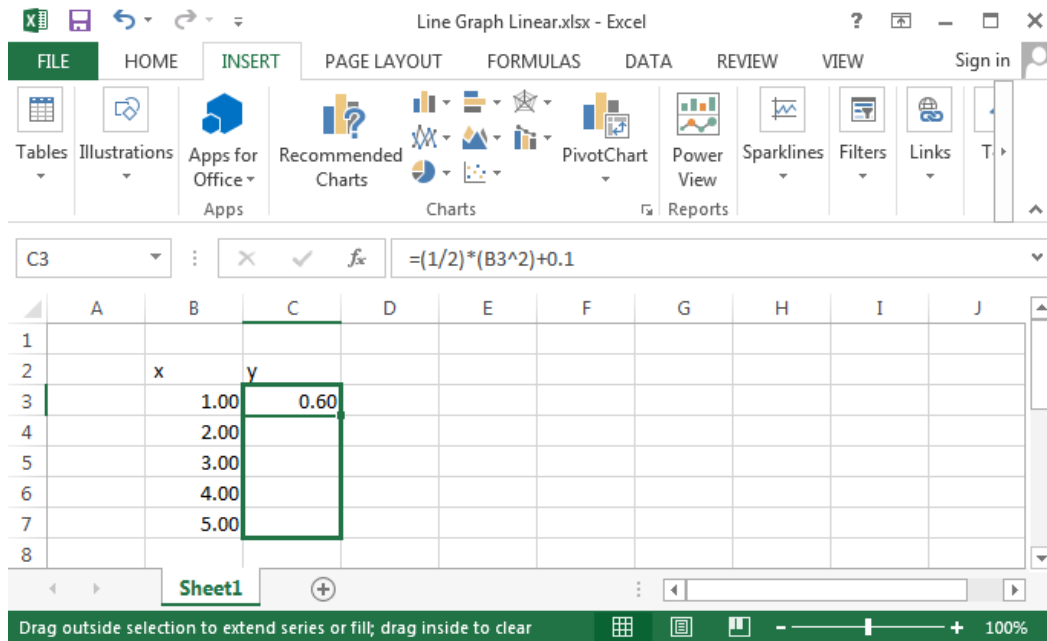 Line Graph Linear.xlsx - Excel
?
FILE HOME INSERT PAGE LAYOUT FORMULAS DATA REVIEW VIEW Sign in
Tables Illustrations Apps for Office Recommended Charts PivotChart Power View Sparklines Filters Links
Apps Charts Reports
C3 fx =(1/2)*(B3^2)+0.1
A B C D E F G H I J
1
2 x y
3 1.00 0.60
4 2.00
5 3.00
6 4.00
7 5.00
8
Sheet1
Drag outside selection to extend series or fill; drag inside to clear 100%